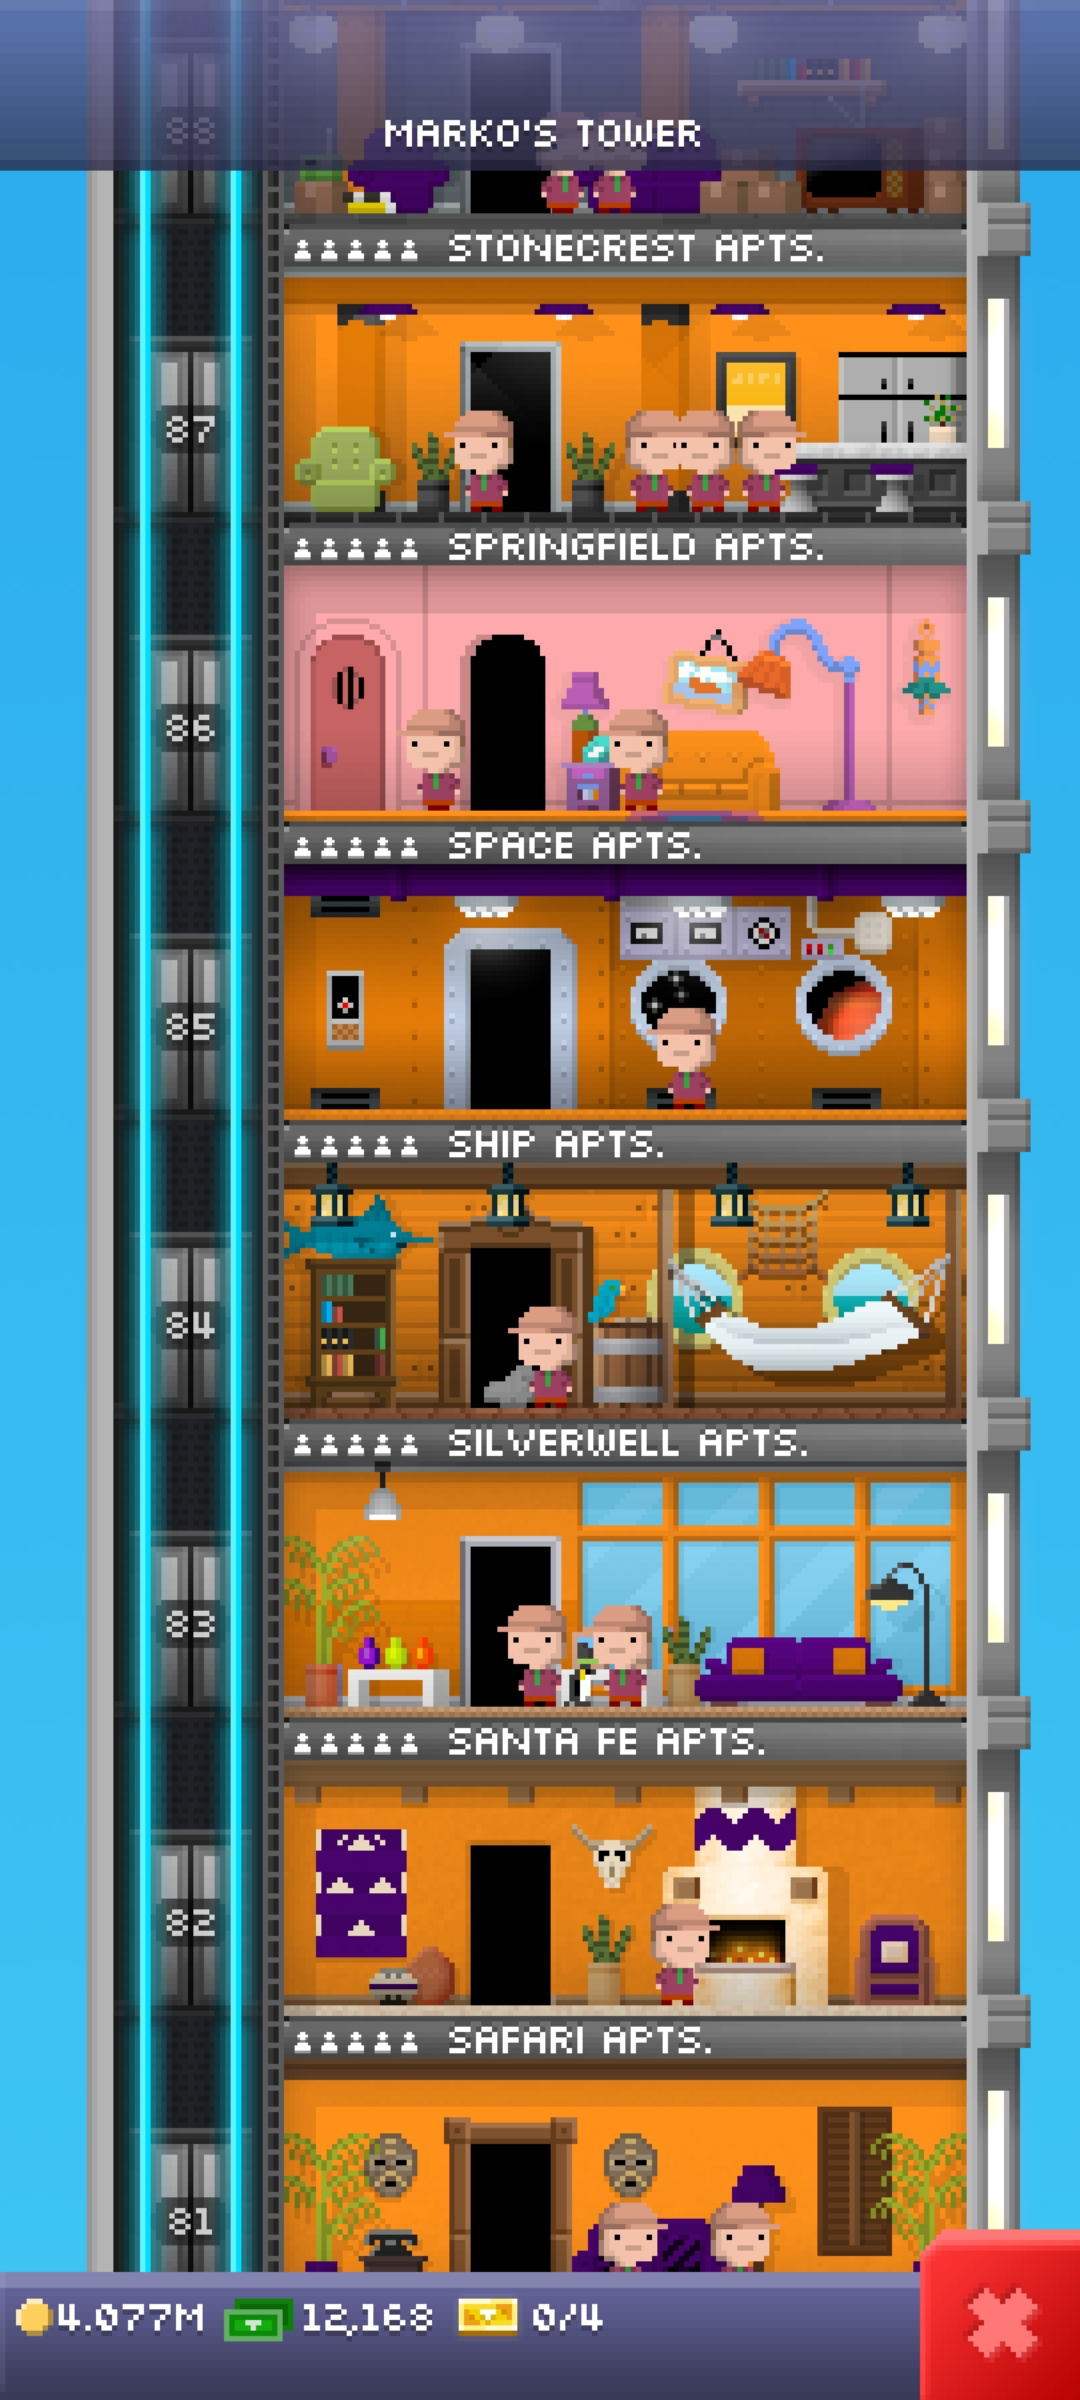 88
MARKO'S TOWER
STONECREST APTS.
87
SPRINGFIELD APTS.
86
SPACE APTS.
85
SHIP APTS.
84
SILVERWELL APTS.
83
SANTA FE APTS.
82
SAFARI APTS.
81
4.077M 12,168 0/4